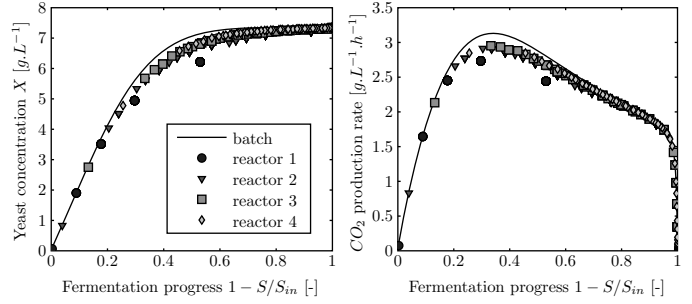 Yeast concentration X [g.L⁻¹]
8
7
6
5
4
3
2
1
0
0 0.2 0.4 0.6 0.8 1
Fermentation progress 1 − S/Sᵢₙ [-]
batch
reactor 1
reactor 2
reactor 3
reactor 4
CO₂ production rate [g.L⁻¹.h⁻¹]
3.5
3
2.5
2
1.5
1
0.5
0
0 0.2 0.4 0.6 0.8 1
Fermentation progress 1 − S/Sᵢₙ [-]